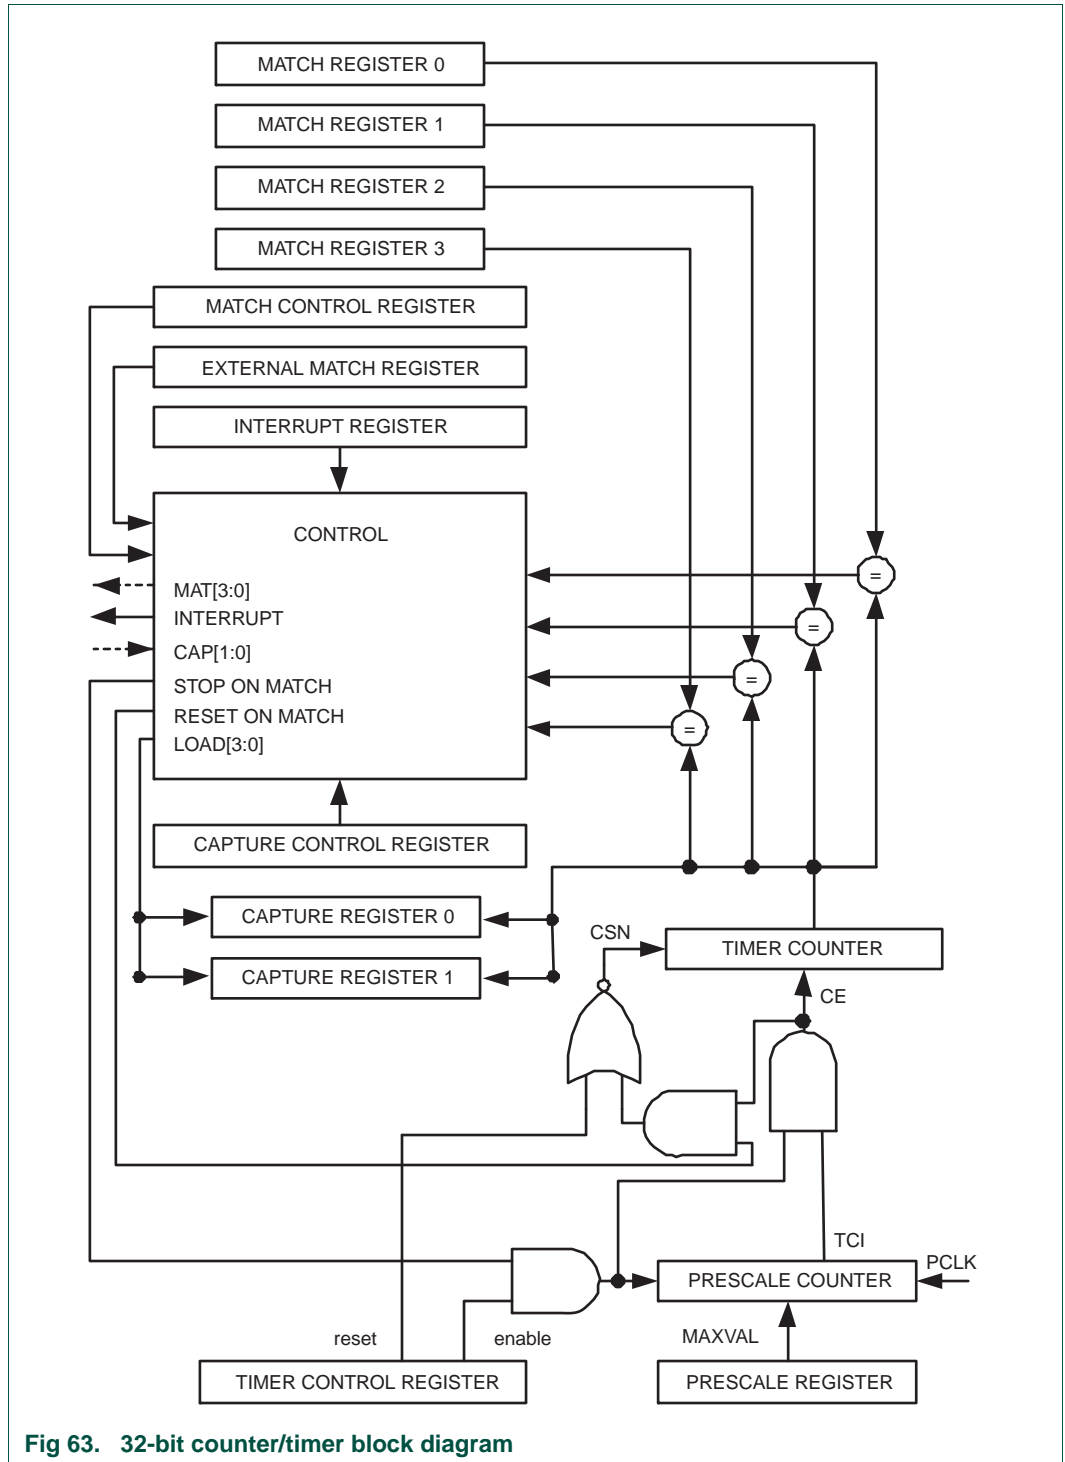 MATCH REGISTER 0
MATCH REGISTER 1
MATCH REGISTER 2
MATCH REGISTER 3
MATCH CONTROL REGISTER
EXTERNAL MATCH REGISTER
INTERRUPT REGISTER
CONTROL
=
=
=
=
MAT[3:0]
INTERRUPT
CAP[1:0]
STOP ON MATCH
RESET ON MATCH
LOAD[3:0]
CAPTURE CONTROL REGISTER
CAPTURE REGISTER 0
CAPTURE REGISTER 1
CSN
TIMER COUNTER
CE
TCI
PCLK
PRESCALE COUNTER
reset
enable
MAXVAL
TIMER CONTROL REGISTER
PRESCALE REGISTER
Fig 63. 32-bit counter/timer block diagram